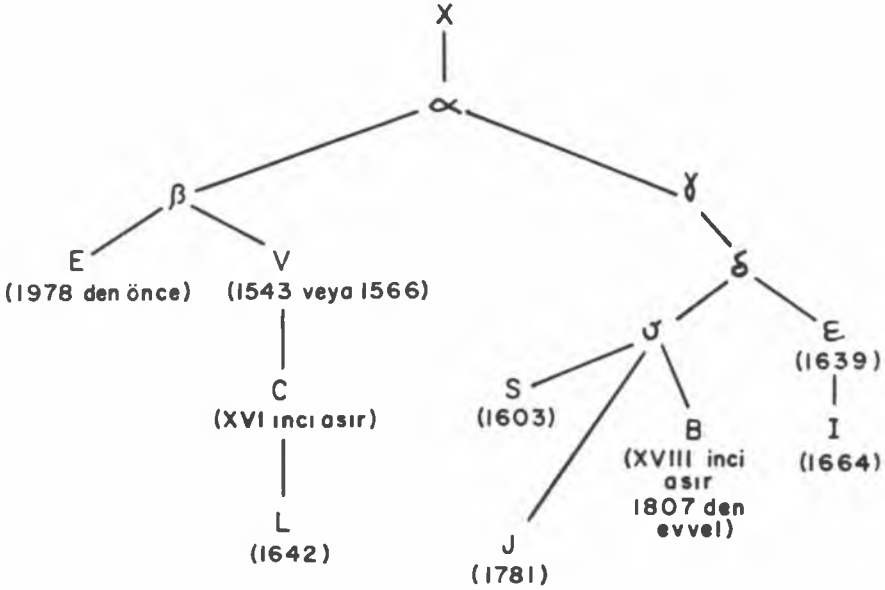 X
α
β
γ
E
(1978 den önce)
V
(1543 veya 1566)
δ
σ
ε
(1639)
C
(XVI ıncı asır)
S
(1603)
B
(XVIII inci
asır
1807 den
evvel)
I
(1664)
L
(1642)
J
(1781)